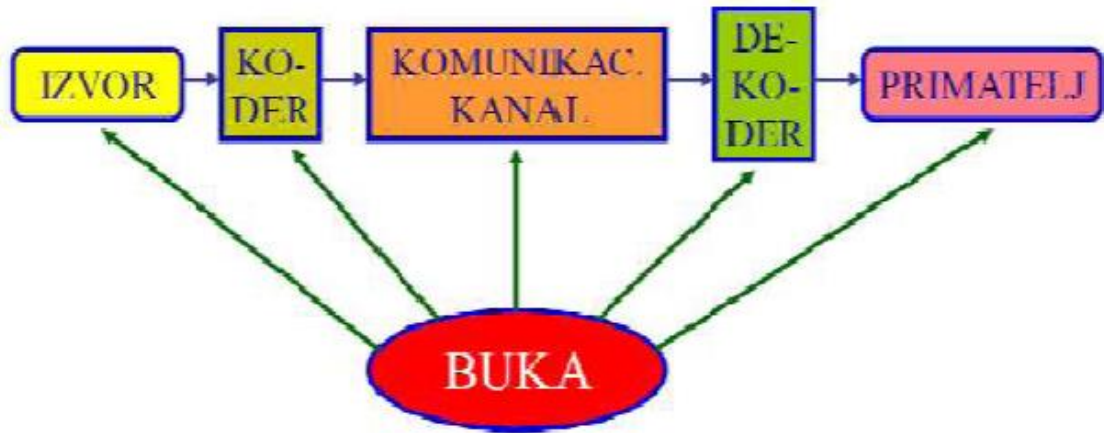 IZVOR
KO-
DER
KOMUNIKAC.
KANAL
DE-
KO-
DER
PRIMATELJ
BUKA